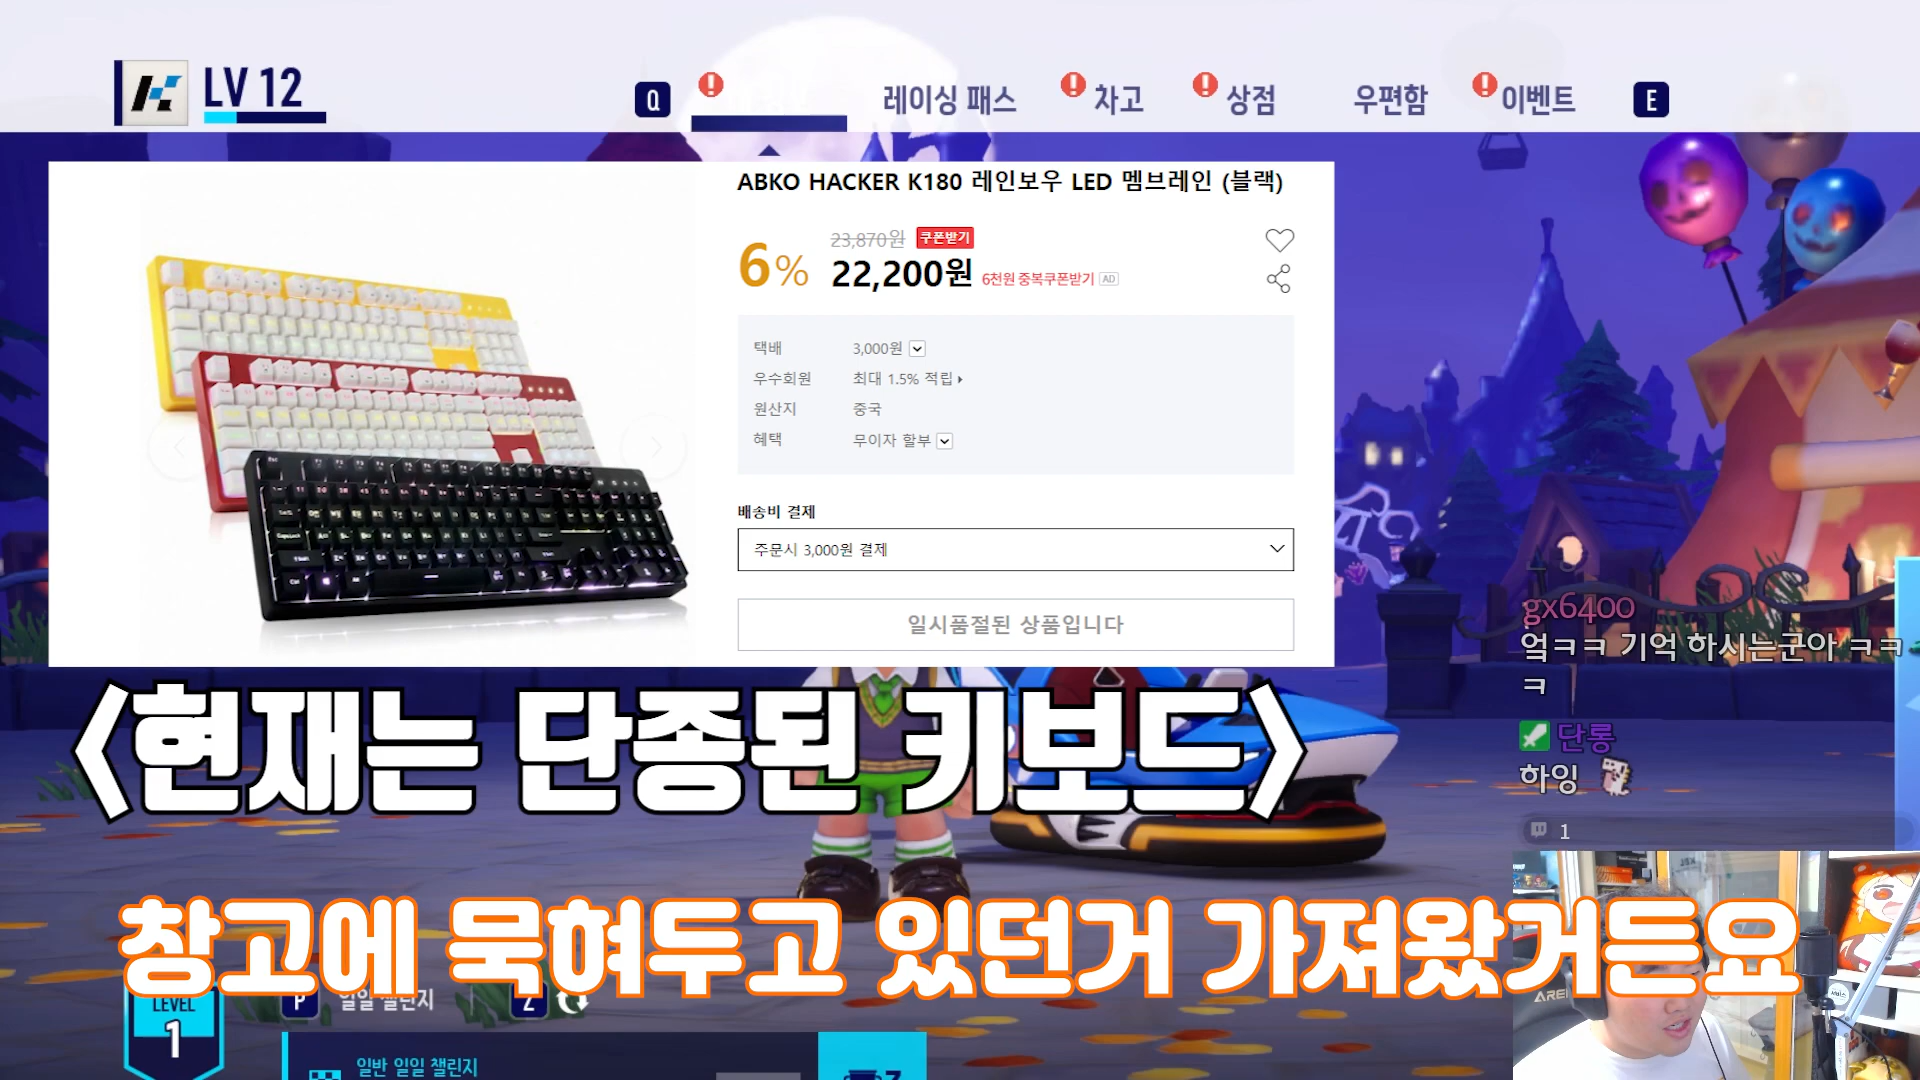 LV 12
Q
레이싱 패스
차고
상점
우편함
이벤트
E
ABKO HACKER K180 레인보우 LED 멤브레인 (블랙)
6%
23,870원 쿠폰받기
22,200원 6천원 중복쿠폰받기 AD
택배 3,000원
우수회원 최대 1.5% 적립
원산지 중국
혜택 무이자 할부
배송비 결제
주문시 3,000원 결제
일시품절된 상품입니다
gx6400
엌ㅋㅋ 기억 하시는군아 ㅋㅋ
ㅋ
단롱
하잉
1
<현재는 단종된 키보드>
창고에 묵혀두고 있던거 가져왔거든요
LEVEL
1
P 일일 챌린지 Z
일반 일일 챌린지
7